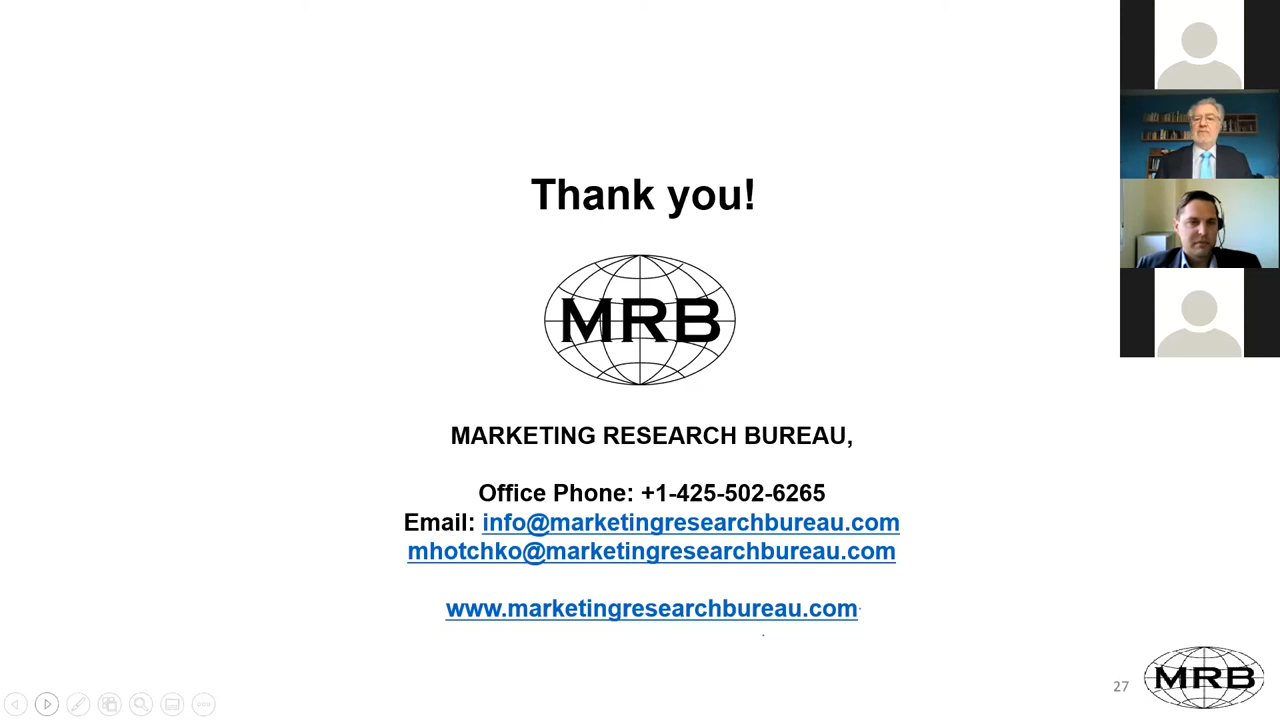 Thank you!
MRB
MARKETING RESEARCH BUREAU,
Office Phone: +1-425-502-6265
Email: info@marketingresearchbureau.com
mhotchko@marketingresearchbureau.com
www.marketingresearchbureau.com
27
MRB